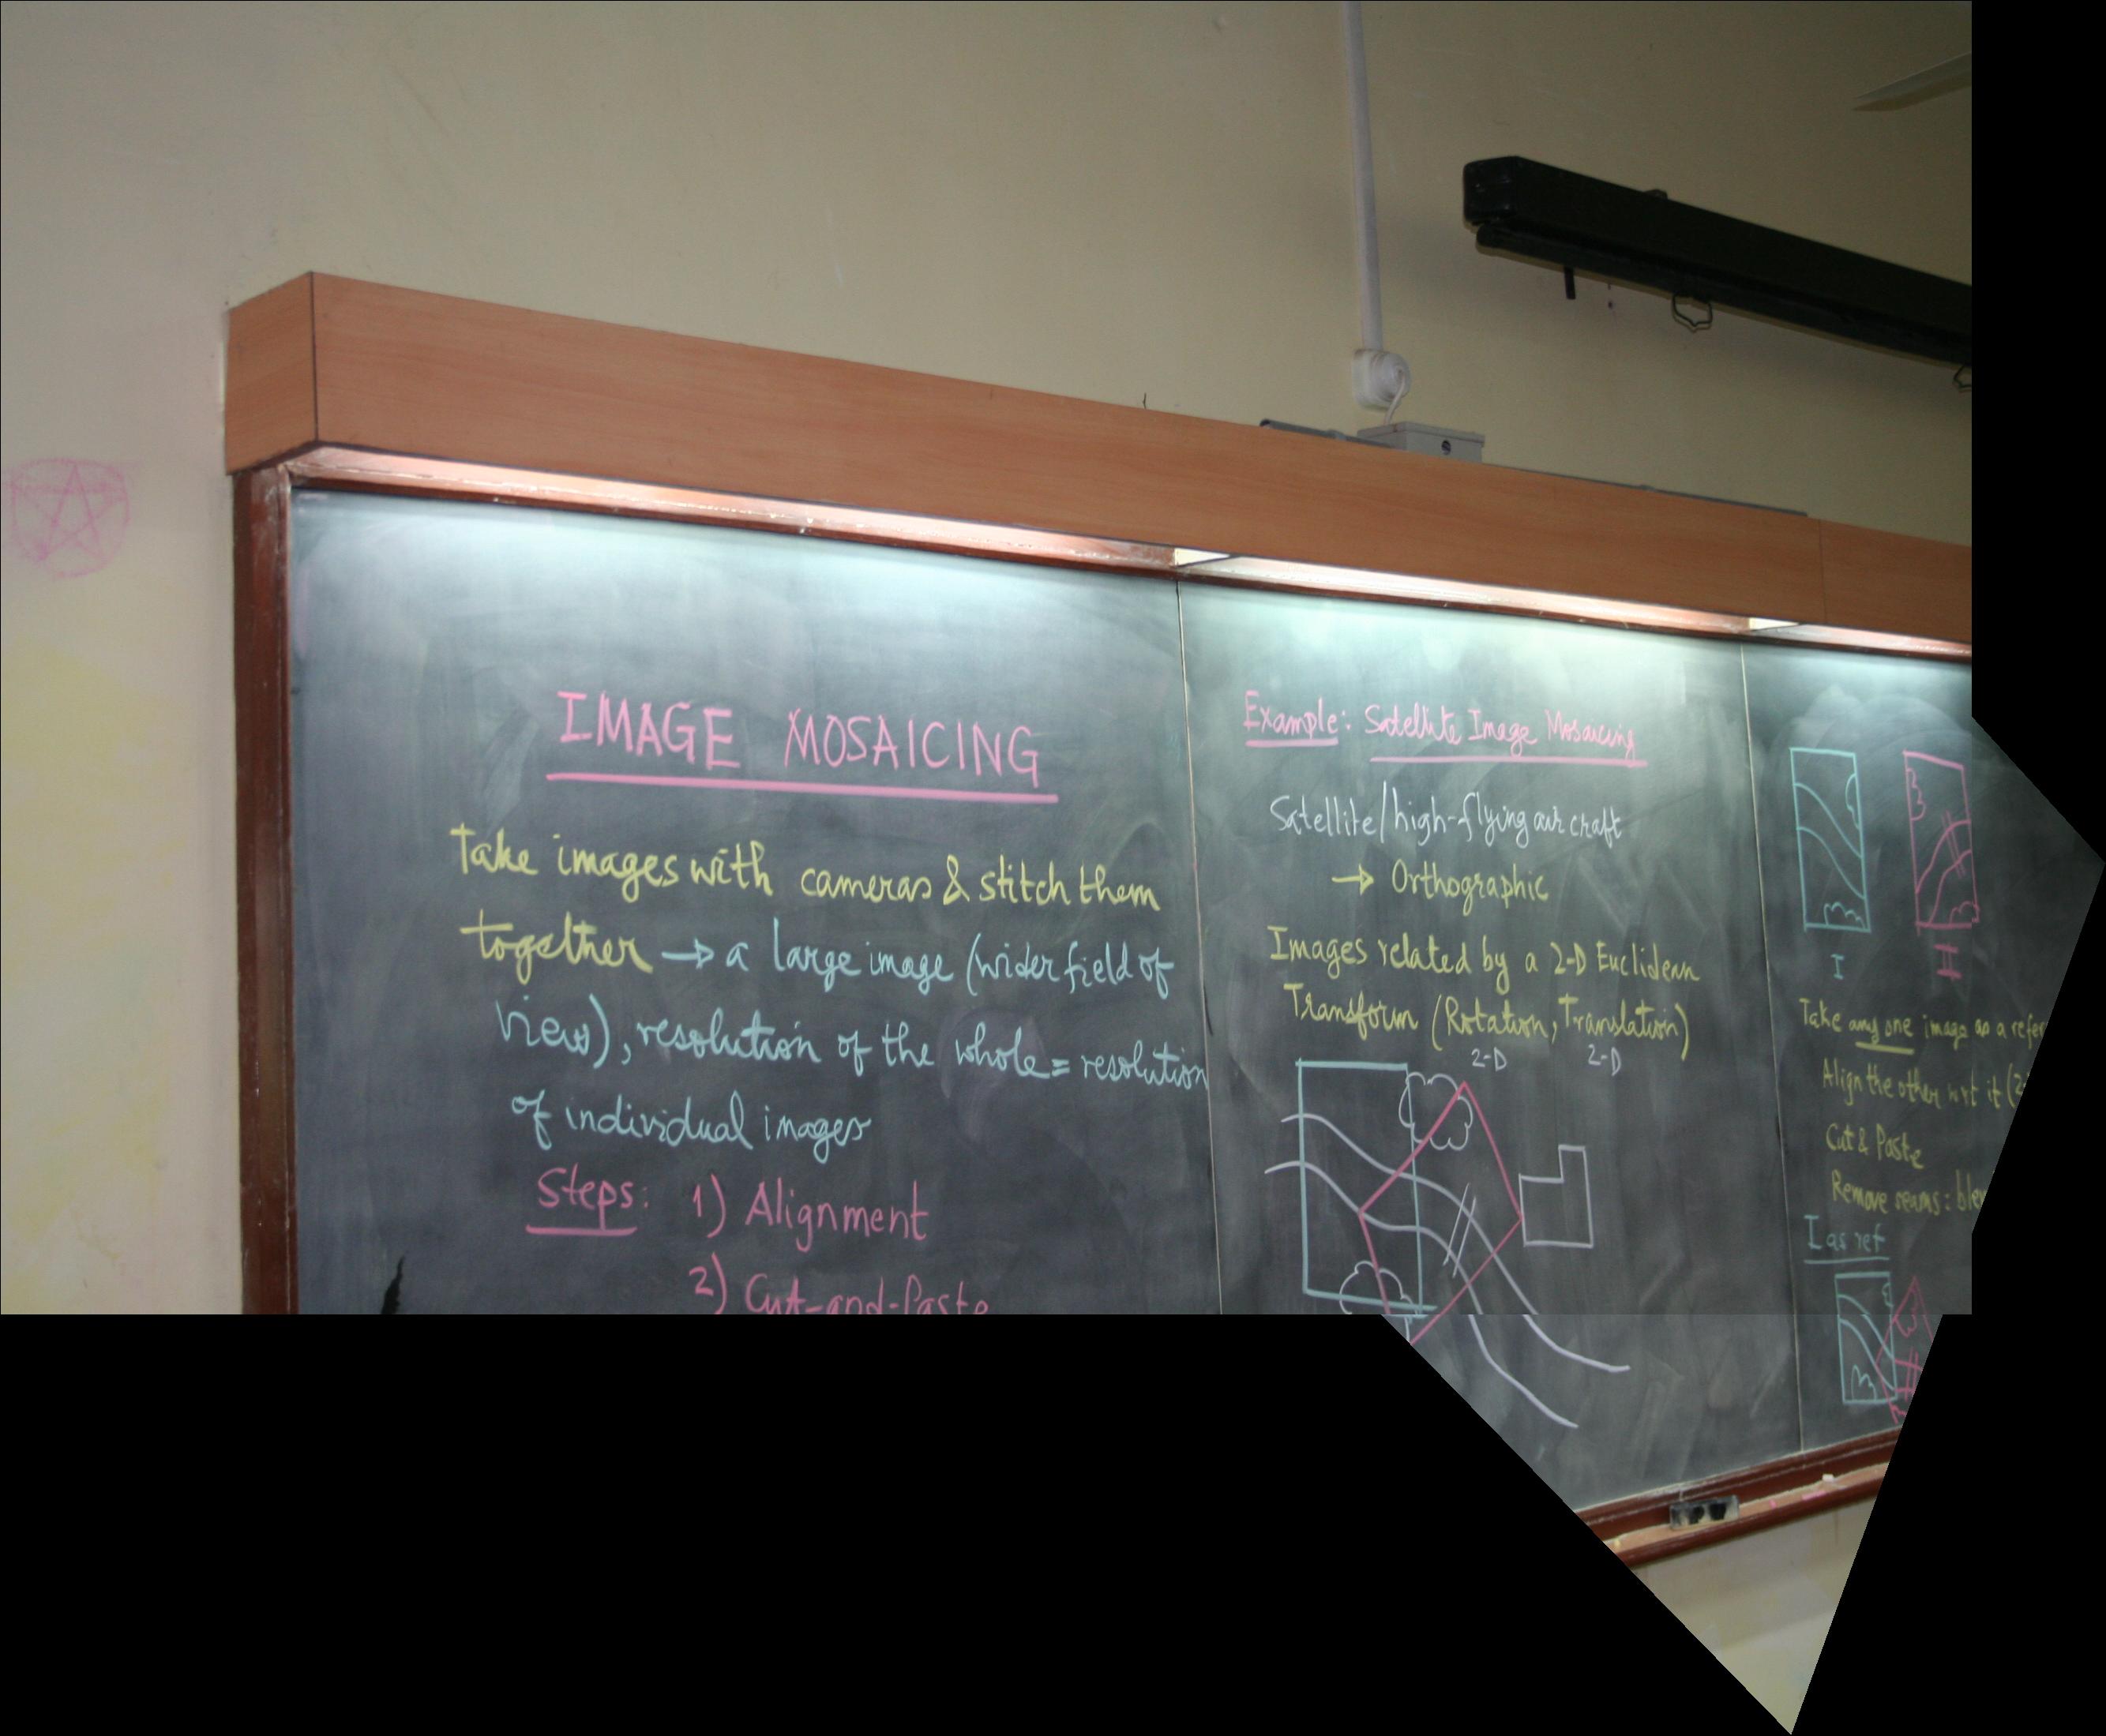 IMAGE MOSAICING
Take images with cameras & stitch them
together → a large image (wider field of
view), resolution of the whole = resolution
of individual images
Steps: 1) Alignment
2) Cut-and-Paste
Example: Satellite Image Mosaicing
Satellite/high-flying air craft
→ Orthographic
Images related by a 2-D Euclidean
Transform (Rotation, Translation)
2-D 2-D
I II
Take any one image as a refer
Align the other wrt it (2-
Cut & Paste
Remove seams: ble
I as ref